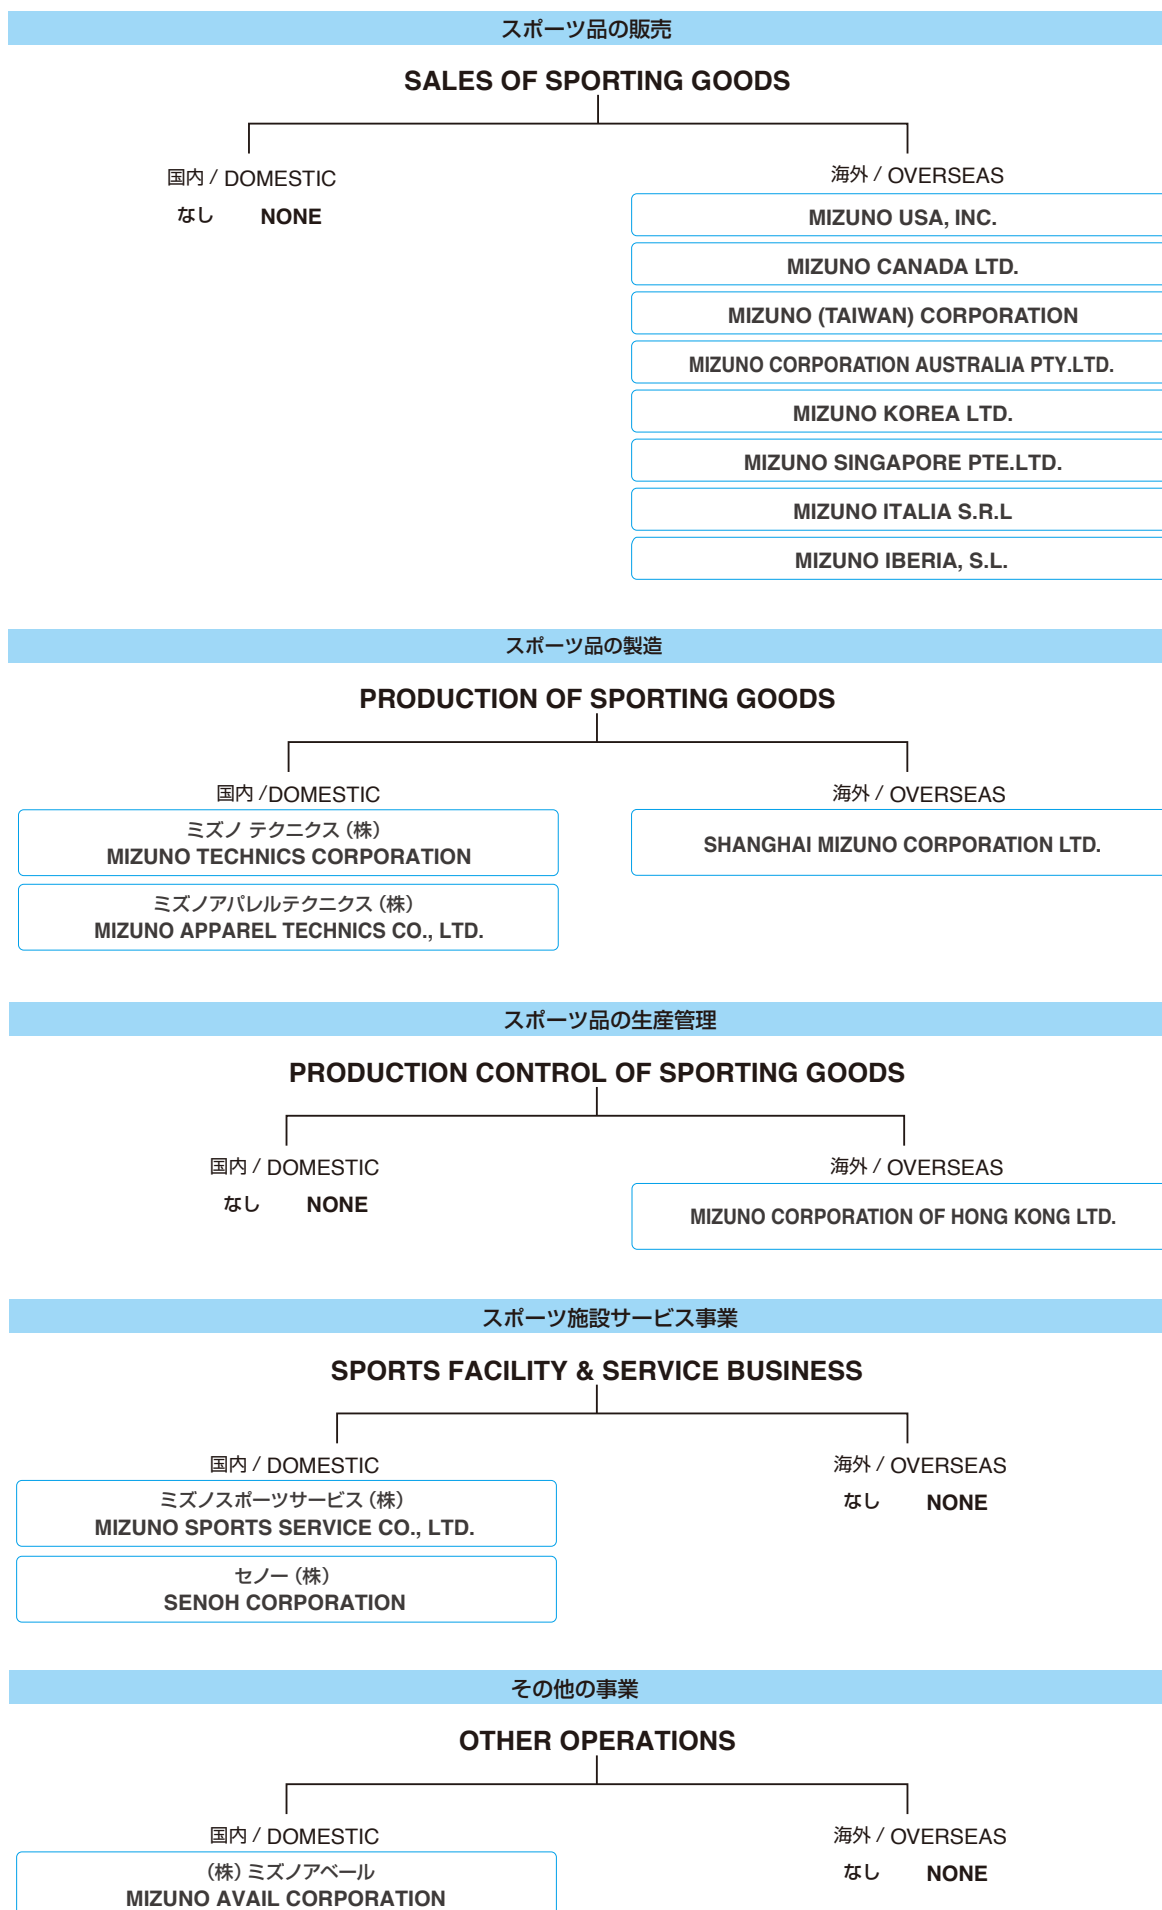 スポーツ品の販売
SALES OF SPORTING GOODS
国内 / DOMESTIC
なし NONE
海外 / OVERSEAS
MIZUNO USA, INC.
MIZUNO CANADA LTD.
MIZUNO (TAIWAN) CORPORATION
MIZUNO CORPORATION AUSTRALIA PTY.LTD.
MIZUNO KOREA LTD.
MIZUNO SINGAPORE PTE.LTD.
MIZUNO ITALIA S.R.L
MIZUNO IBERIA, S.L.
スポーツ品の製造
PRODUCTION OF SPORTING GOODS
国内 /DOMESTIC
ミズノ テクニクス（株）
MIZUNO TECHNICS CORPORATION
ミズノアパレルテクニクス（株）
MIZUNO APPAREL TECHNICS CO., LTD.
海外 / OVERSEAS
SHANGHAI MIZUNO CORPORATION LTD.
スポーツ品の生産管理
PRODUCTION CONTROL OF SPORTING GOODS
国内 / DOMESTIC
なし NONE
海外 / OVERSEAS
MIZUNO CORPORATION OF HONG KONG LTD.
スポーツ施設サービス事業
SPORTS FACILITY & SERVICE BUSINESS
国内 / DOMESTIC
ミズノスポーツサービス（株）
MIZUNO SPORTS SERVICE CO., LTD.
セノー（株）
SENOH CORPORATION
海外 / OVERSEAS
なし NONE
その他の事業
OTHER OPERATIONS
国内 / DOMESTIC
（株）ミズノアベール
MIZUNO AVAIL CORPORATION
海外 / OVERSEAS
なし NONE